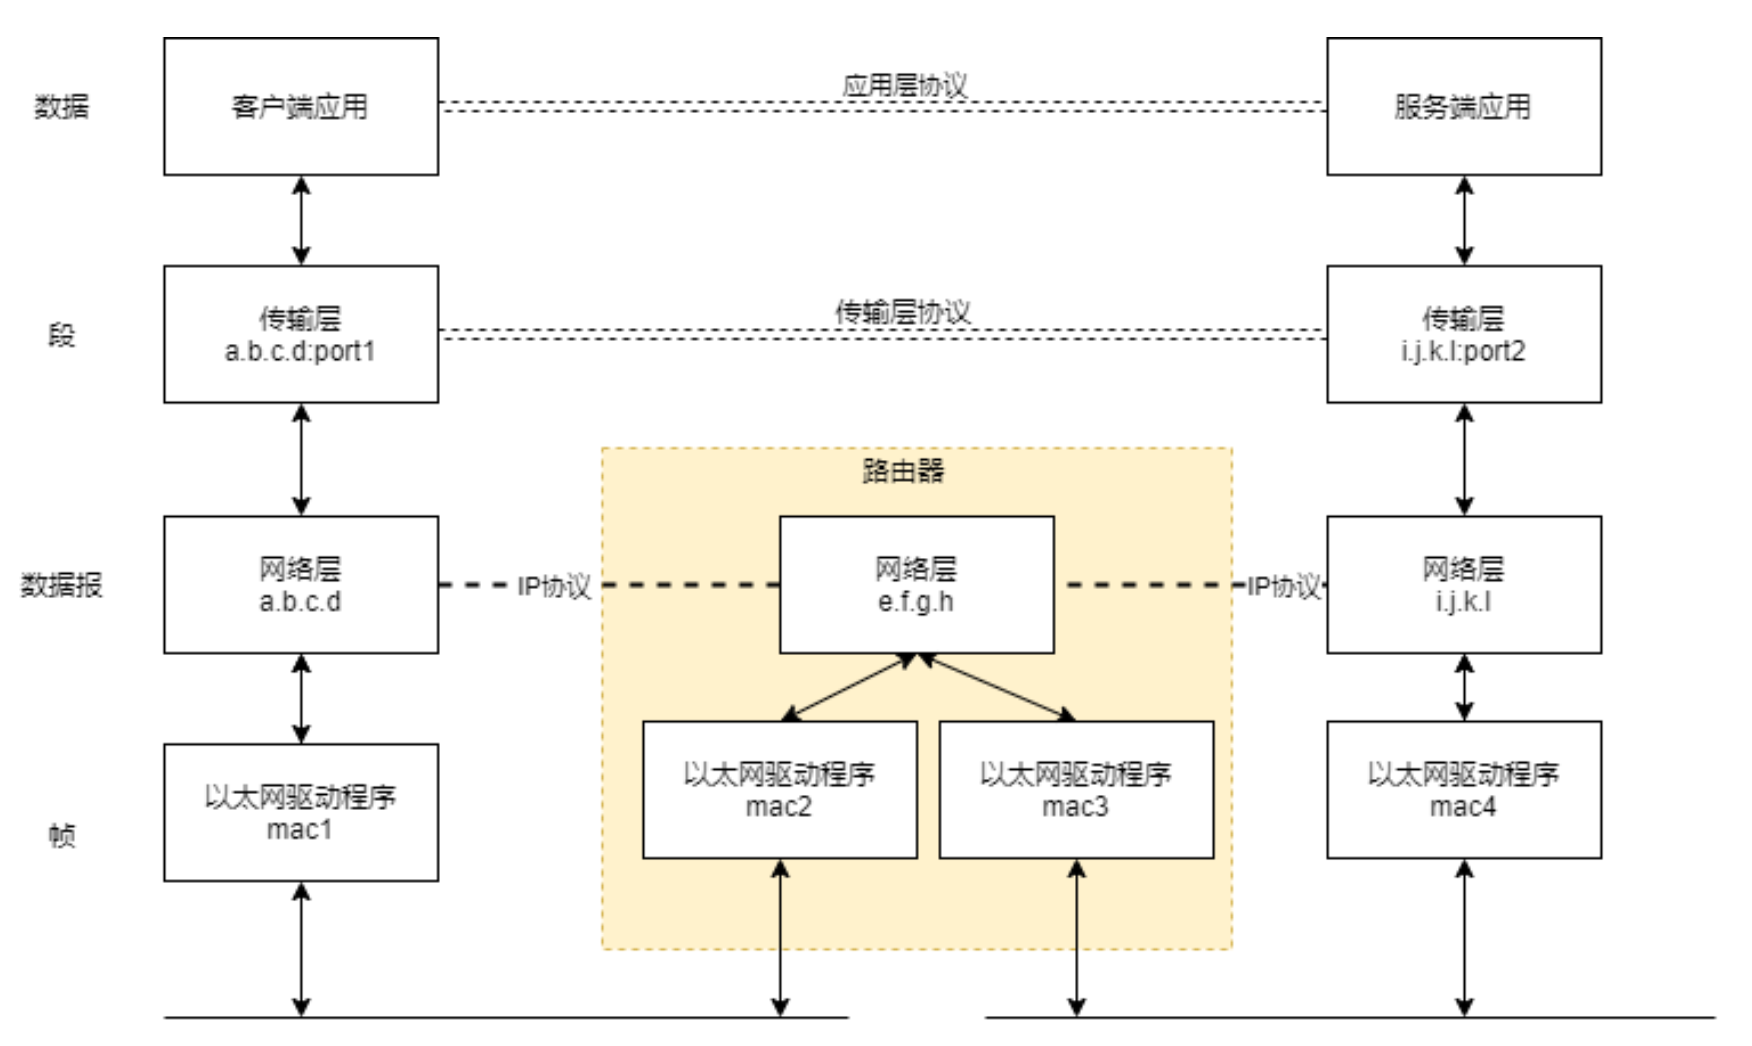 数据
客户端应用
应用层协议
服务端应用
段
传输层
a.b.c.d:port1
传输层协议
传输层
i.j.k.l:port2
路由器
数据报
网络层
a.b.c.d
IP协议
网络层
e.f.g.h
IP协议
网络层
i.j.k.l
帧
以太网驱动程序
mac1
以太网驱动程序
mac2
以太网驱动程序
mac3
以太网驱动程序
mac4